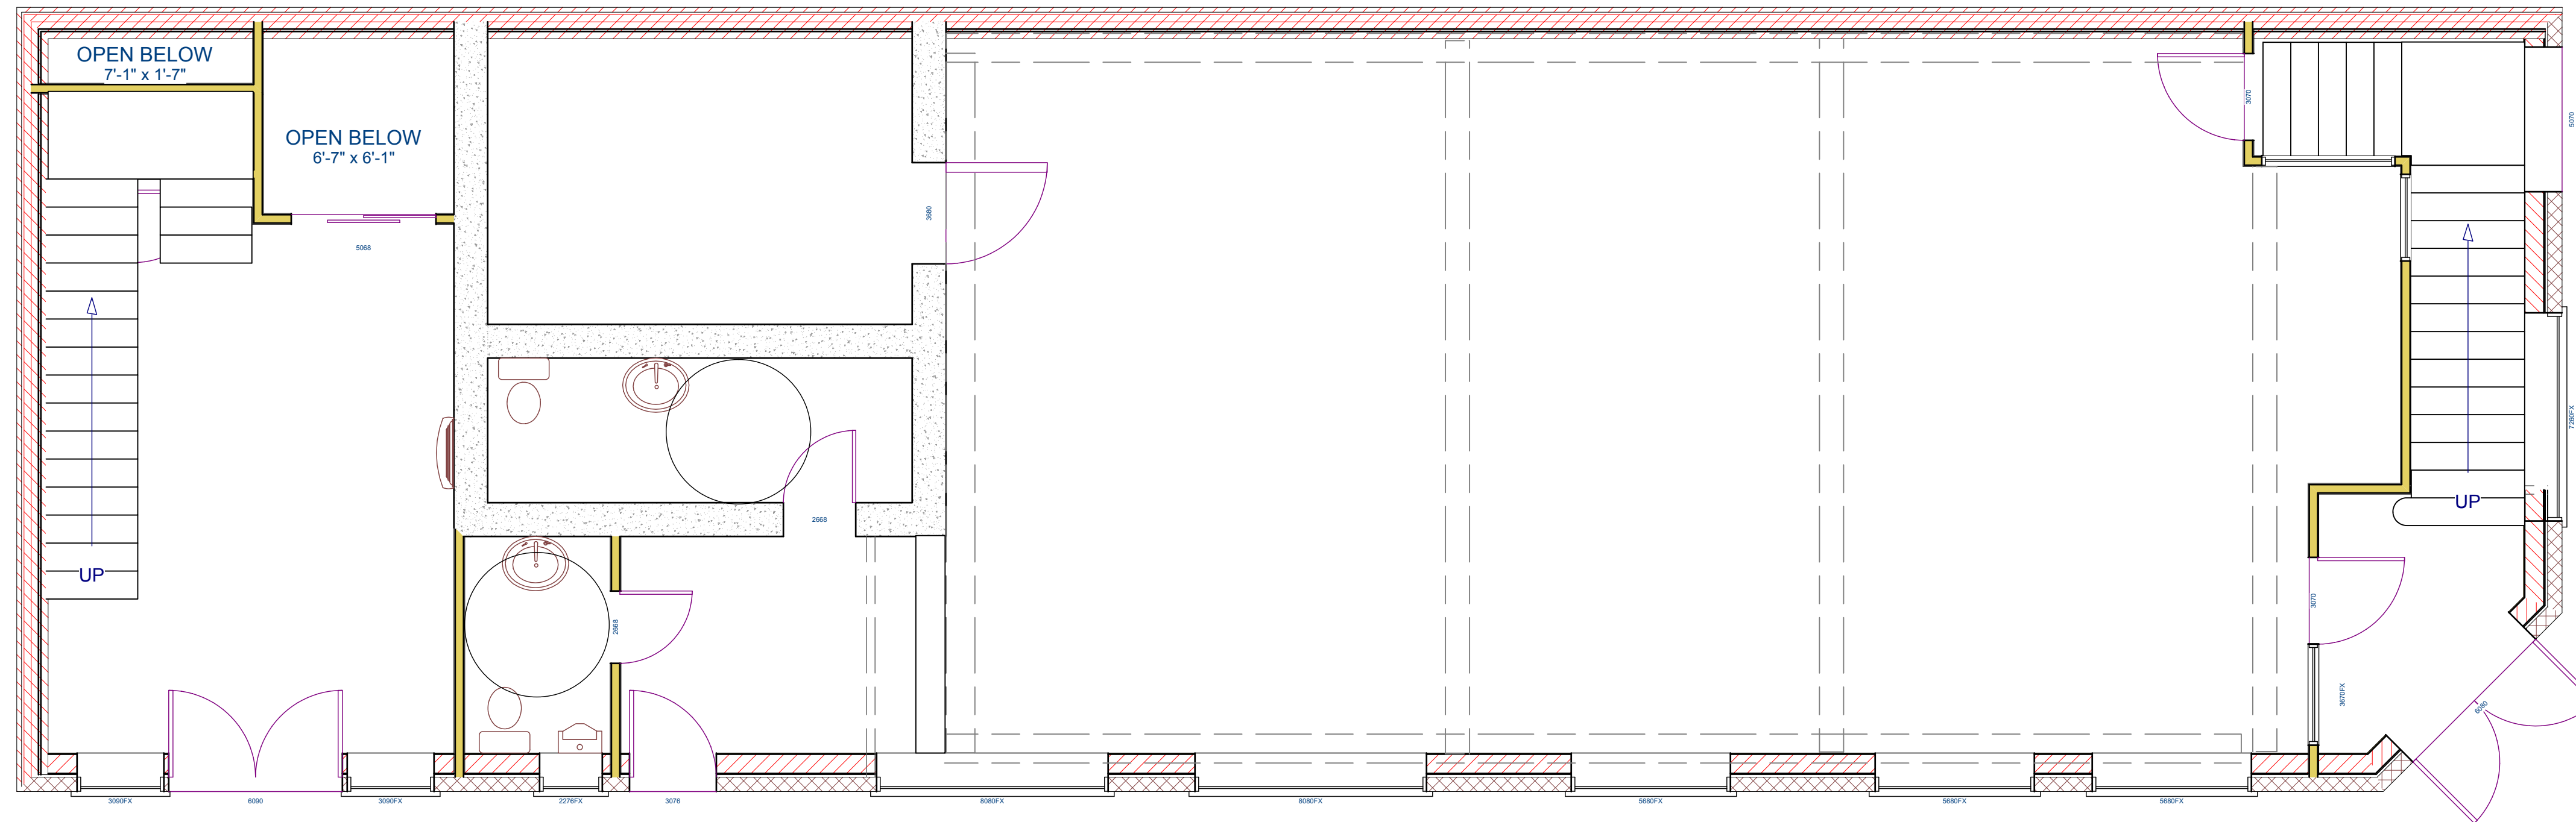 OPEN BELOW
7'-1" x 1'-7"
OPEN BELOW
6'-7" x 6'-1"
5068
3680
3070
5070
7260FX
UP
UP
2668
2668
3070
3670FX
6080
3090FX
6090
3090FX
2276FX
3076
8080FX
8080FX
5680FX
5680FX
5680FX